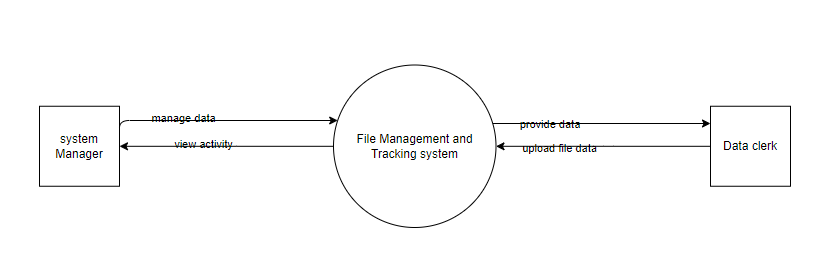 manage data
view activity
system
Manager
File Management and
Tracking system
provide data
upload file data
Data clerk